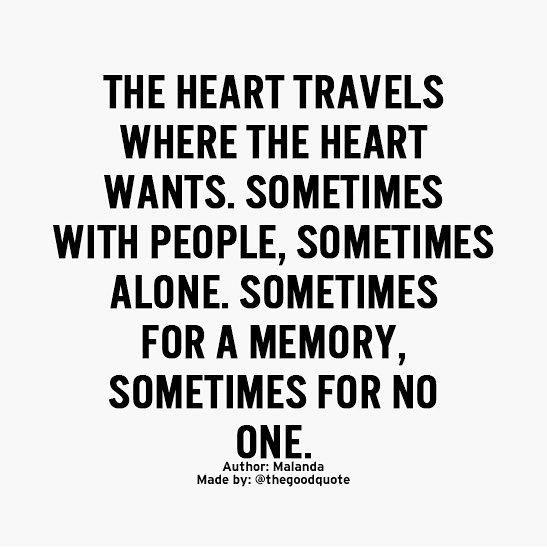 THE HEART TRAVELS
WHERE THE HEART
WANTS. SOMETIMES
WITH PEOPLE, SOMETIMES
ALONE. SOMETIMES
FOR A MEMORY,
SOMETIMES FOR NO
ONE.
Author: Malanda
Made by: @thegoodquote